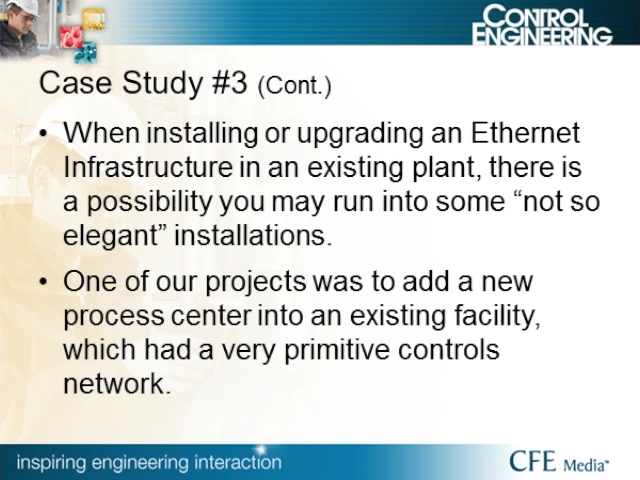 CONTROL
ENGINEERING
Case Study #3 (Cont.)
• When installing or upgrading an Ethernet
Infrastructure in an existing plant, there is
a possibility you may run into some “not so
elegant” installations.
• One of our projects was to add a new
process center into an existing facility,
which had a very primitive controls
network.
inspiring engineering interaction
CFE Media™